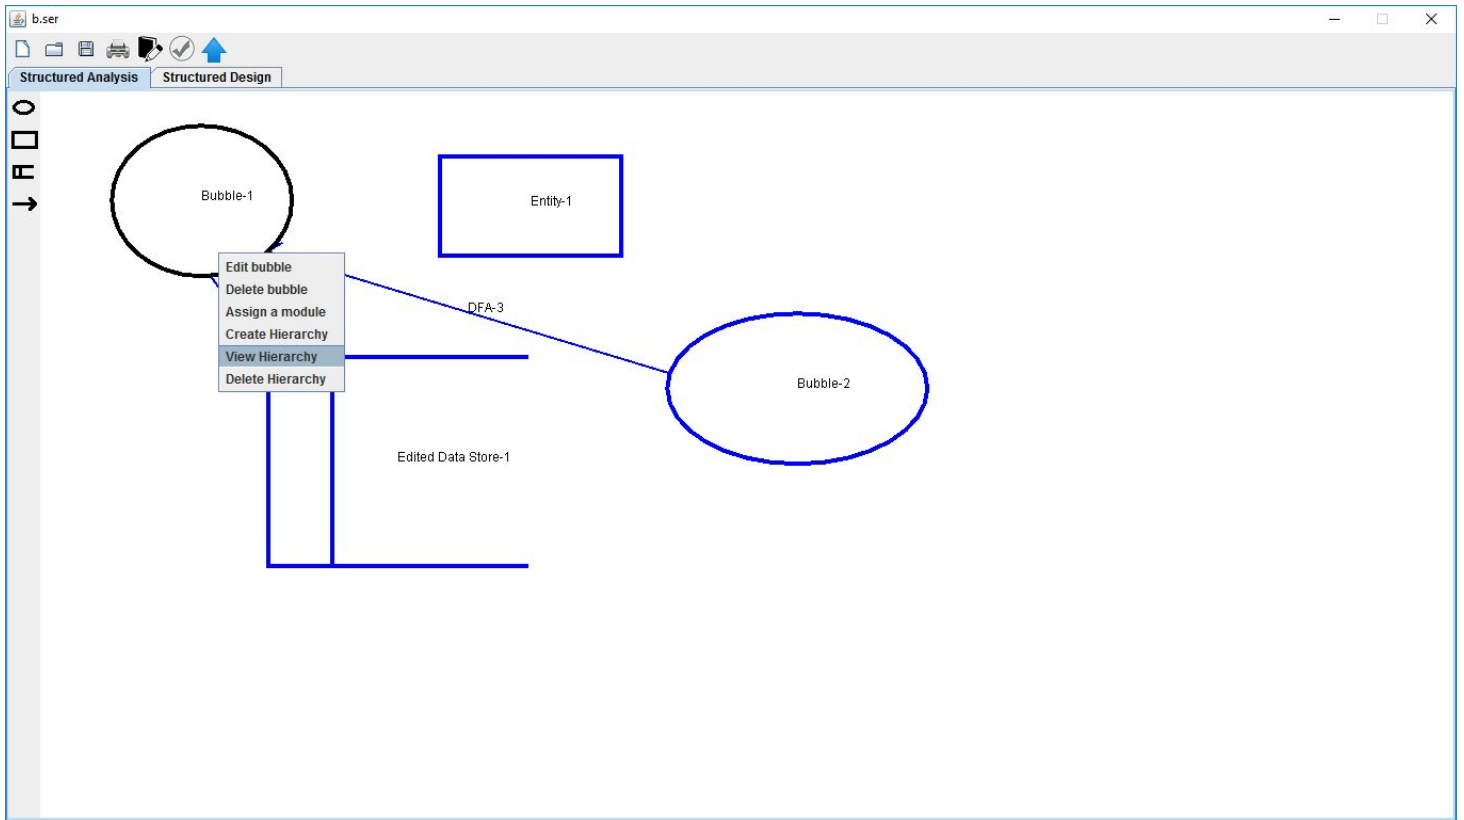 b.ser
Structured Analysis
Structured Design
Bubble-1
Entity-1
Edit bubble
Delete bubble
Assign a module
Create Hierarchy
View Hierarchy
Delete Hierarchy
DFA-3
Bubble-2
Edited Data Store-1